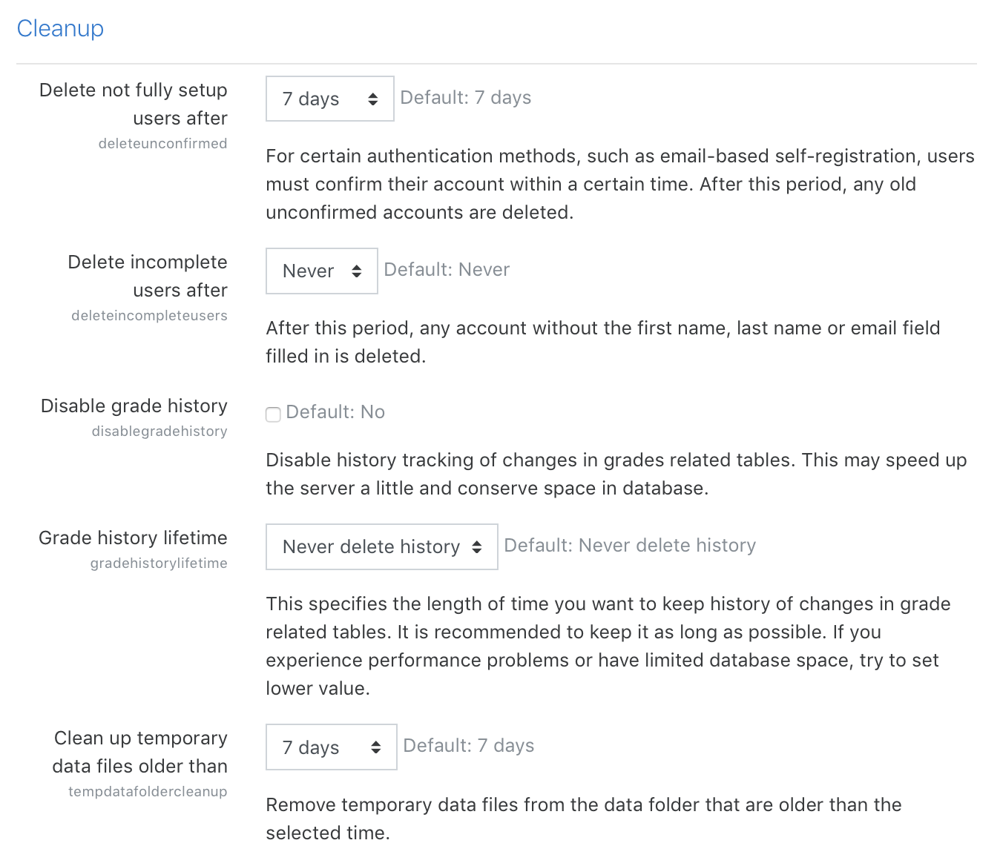 Cleanup
Delete not fully setup
users after
deleteunconfirmed
7 days
Default: 7 days
For certain authentication methods, such as email-based self-registration, users
must confirm their account within a certain time. After this period, any old
unconfirmed accounts are deleted.
Delete incomplete
users after
deleteincompleteusers
Never
Default: Never
After this period, any account without the first name, last name or email field
filled in is deleted.
Disable grade history
disablegradehistory
Default: No
Disable history tracking of changes in grades related tables. This may speed up
the server a little and conserve space in database.
Grade history lifetime
gradehistorylifetime
Never delete history
Default: Never delete history
This specifies the length of time you want to keep history of changes in grade
related tables. It is recommended to keep it as long as possible. If you
experience performance problems or have limited database space, try to set
lower value.
Clean up temporary
data files older than
tempdatafoldercleanup
7 days
Default: 7 days
Remove temporary data files from the data folder that are older than the
selected time.